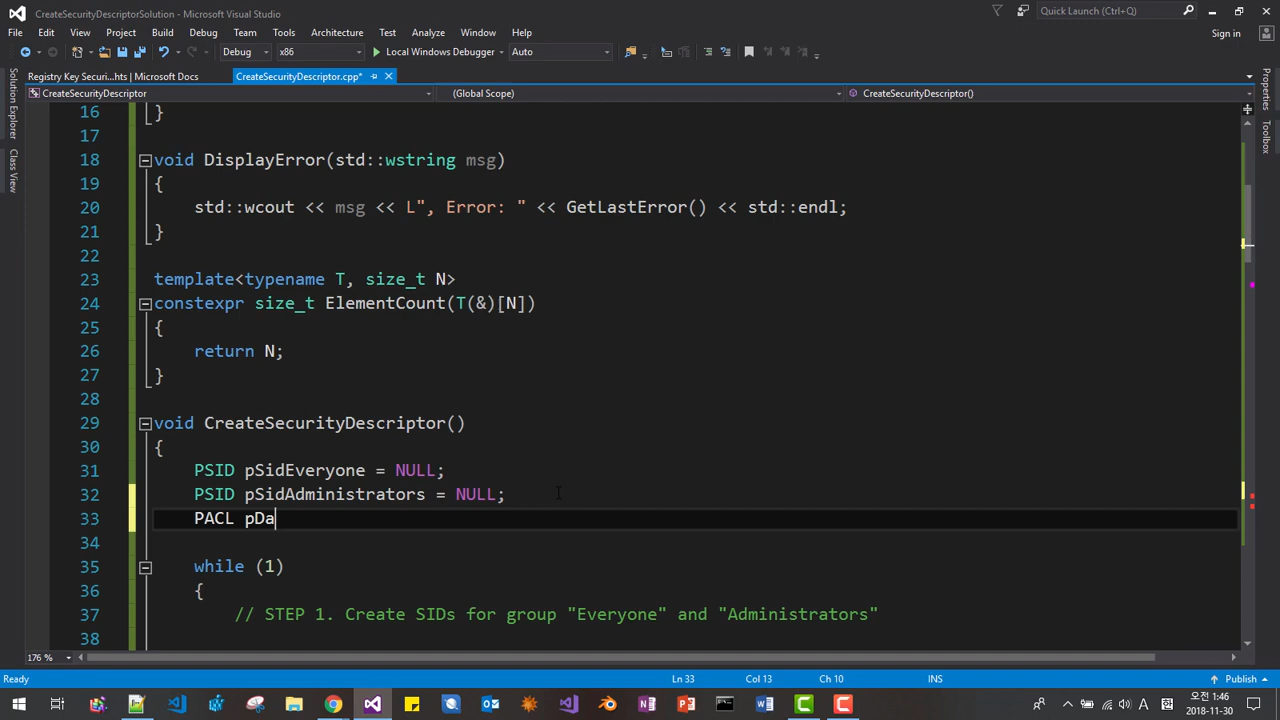 CreateSecurityDescriptorSolution - Microsoft Visual Studio
Quick Launch (Ctrl+Q)
File Edit View Project Build Debug Team Tools Architecture Test Analyze Window Help
Sign in
Debug x86 Local Windows Debugger Auto
Registry Key Securi...hts | Microsoft Docs CreateSecurityDescriptor.cpp*
CreateSecurityDescriptor (Global Scope) CreateSecurityDescriptor()
Solution Explorer
Class View
Properties
Toolbox
16 }
17
18 void DisplayError(std::wstring msg)
19 {
20 std::wcout << msg << L", Error: " << GetLastError() << std::endl;
21 }
22
23 template<typename T, size_t N>
24 constexpr size_t ElementCount(T(&)[N])
25 {
26 return N;
27 }
28
29 void CreateSecurityDescriptor()
30 {
31 PSID pSidEveryone = NULL;
32 PSID pSidAdministrators = NULL;
33 PACL pDa
34
35 while (1)
36 {
37 // STEP 1. Create SIDs for group "Everyone" and "Administrators"
38
176 %
Ready Ln 33 Col 13 Ch 10 INS Publish
오전 1:46
2018-11-30